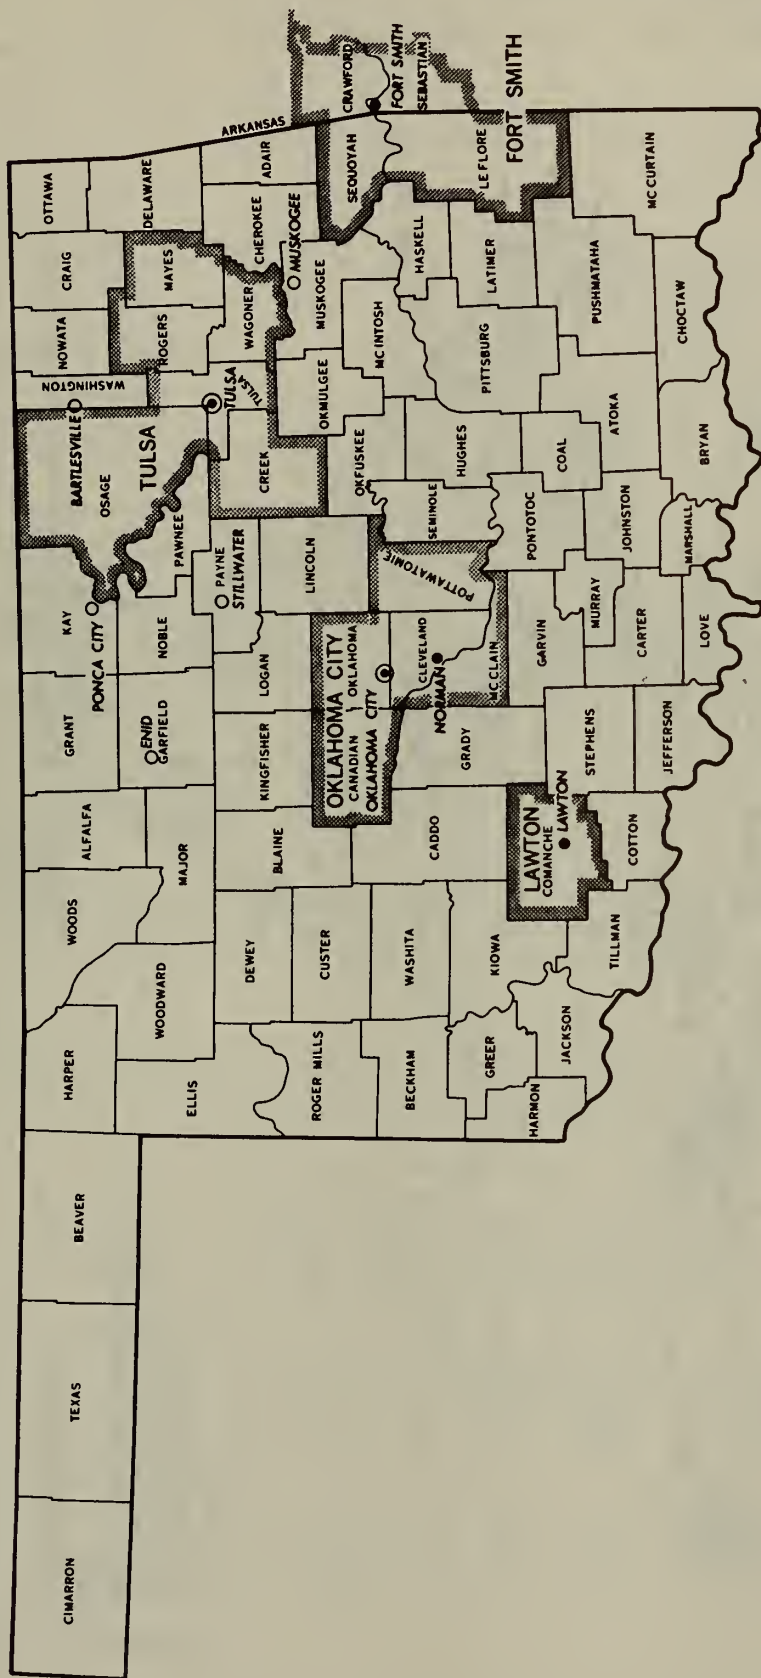 CIMARRON
TEXAS
BEAVER
HARPER
WOODS
ALFALFA
GRANT
KAY
PONCA CITY
OSAGE
BARTLESVILLE
WASHINGTON
NOWATA
CRAIG
OTTAWA
DELAWARE
MAYES
ROGERS
TULSA
PAWNEE
NOBLE
ENID
GARFIELD
MAJOR
WOODWARD
ELLIS
DEWEY
BLAINE
KINGFISHER
LOGAN
PAYNE
STILLWATER
CREEK
TULSA
TULSA
WAGONER
CHEROKEE
ADAIR
ARKANSAS
MUSKOGEE
MUSKOGEE
OKMULGEE
OKFUSKEE
LINCOLN
OKLAHOMA CITY
CANADIAN
OKLAHOMA
OKLAHOMA CITY
CUSTER
ROGER MILLS
BECKHAM
WASHITA
CADDO
GRADY
CLEVELAND
NORMAN
MC CLAIN
POTTAWATOMIE
SEMINOLE
HUGHES
MC INTOSH
HASKELL
SEQUOYAH
CRAWFORD
FORT SMITH
SEBASTIAN
FORT SMITH
LE FLORE
LATIMER
PITTSBURG
COAL
PONTOTOC
GARVIN
STEPHENS
LAWTON
COMANCHE
LAWTON
KIOWA
GREER
HARMON
JACKSON
TILLMAN
COTTON
JEFFERSON
CARTER
MURRAY
JOHNSTON
ATOKA
PUSHMATAHA
MC CURTAIN
CHOCTAW
BRYAN
MARSHALL
LOVE